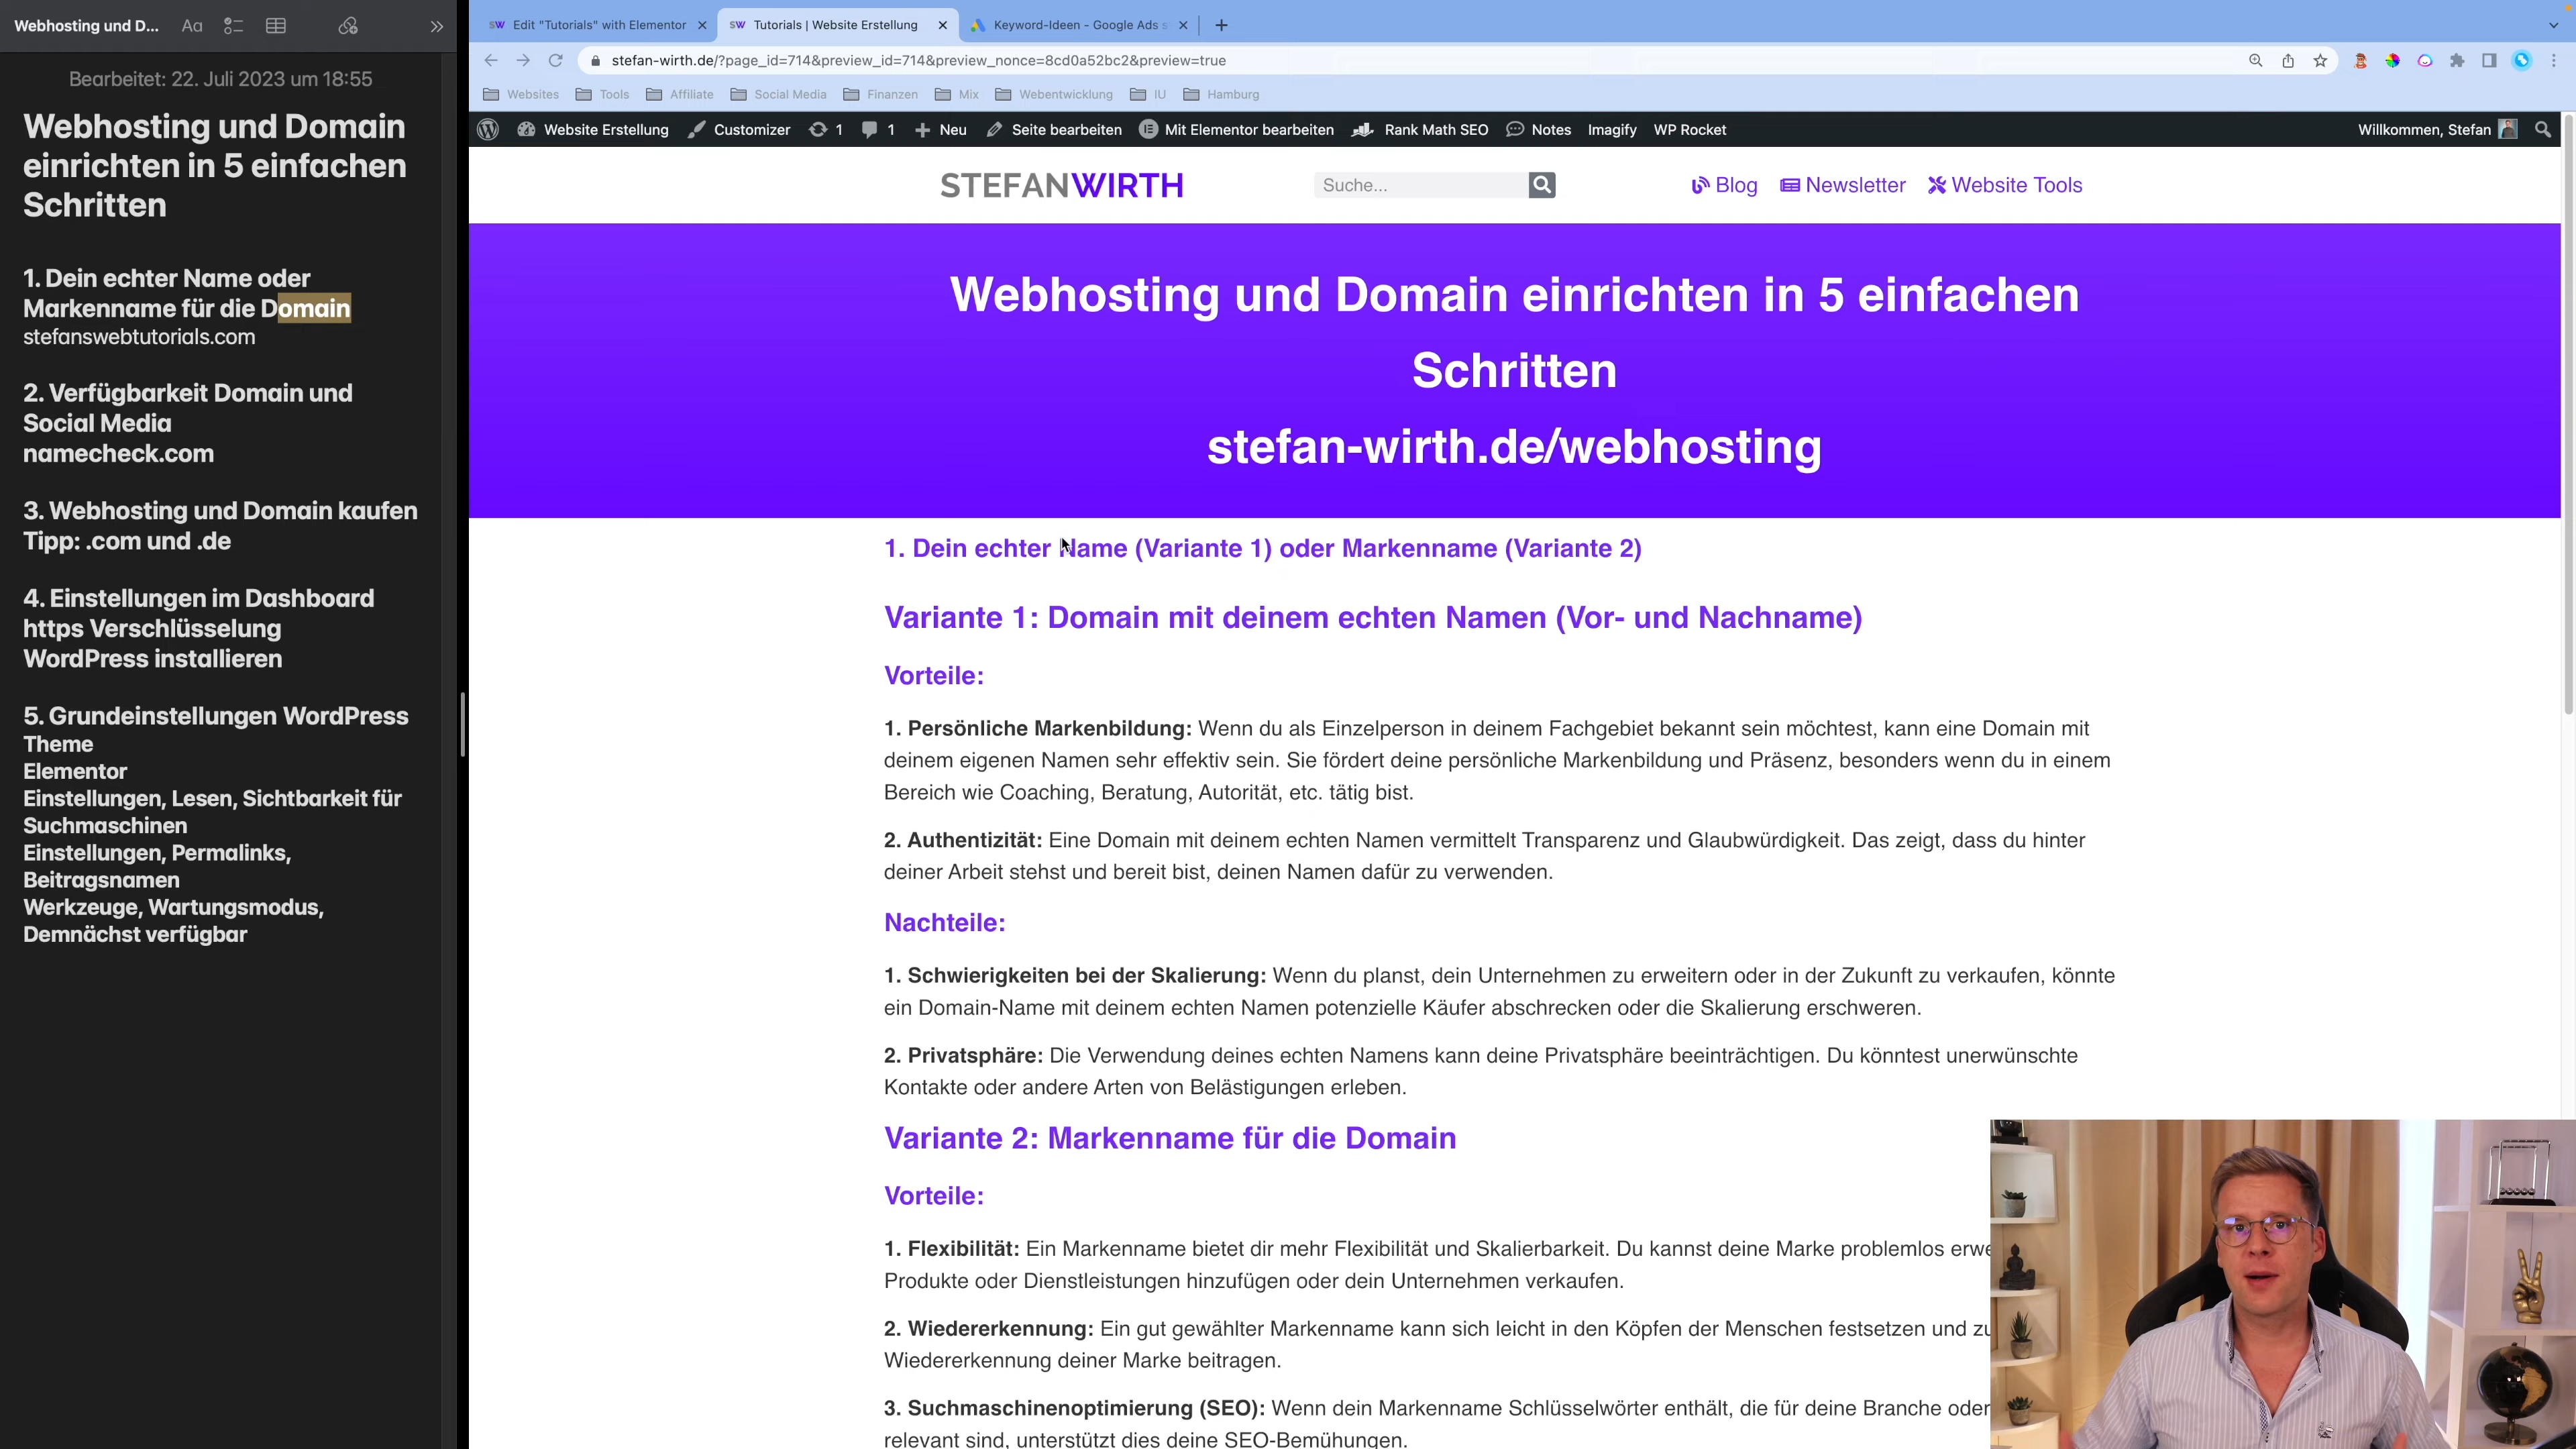 Webhosting und D...
Aa
Bearbeitet: 22. Juli 2023 um 18:55
Webhosting und Domain
einrichten in 5 einfachen
Schritten
1. Dein echter Name oder
Markenname für die Domain
stefanswebtutorials.com
2. Verfügbarkeit Domain und
Social Media
namecheck.com
3. Webhosting und Domain kaufen
Tipp: .com und .de
4. Einstellungen im Dashboard
https Verschlüsselung
WordPress installieren
5. Grundeinstellungen WordPress
Theme
Elementor
Einstellungen, Lesen, Sichtbarkeit für
Suchmaschinen
Einstellungen, Permalinks,
Beitragsnamen
Werkzeuge, Wartungsmodus,
Demnächst verfügbar
SW Edit "Tutorials" with Elementor
SW Tutorials | Website Erstellung
Keyword-Ideen - Google Ads
stefan-wirth.de/?page_id=714&preview_id=714&preview_nonce=8cd0a52bc2&preview=true
Websites Tools Affiliate Social Media Finanzen Mix Webentwicklung IU Hamburg
Website Erstellung Customizer 1 1 Neu Seite bearbeiten Mit Elementor bearbeiten Rank Math SEO Notes Imagify WP Rocket Willkommen, Stefan
STEFANWIRTH Suche... Blog Newsletter Website Tools
Webhosting und Domain einrichten in 5 einfachen
Schritten
stefan-wirth.de/webhosting
1. Dein echter Name (Variante 1) oder Markenname (Variante 2)
Variante 1: Domain mit deinem echten Namen (Vor- und Nachname)
Vorteile:
1. Persönliche Markenbildung: Wenn du als Einzelperson in deinem Fachgebiet bekannt sein möchtest, kann eine Domain mit
deinem eigenen Namen sehr effektiv sein. Sie fördert deine persönliche Markenbildung und Präsenz, besonders wenn du in einem
Bereich wie Coaching, Beratung, Autorität, etc. tätig bist.
2. Authentizität: Eine Domain mit deinem echten Namen vermittelt Transparenz und Glaubwürdigkeit. Das zeigt, dass du hinter
deiner Arbeit stehst und bereit bist, deinen Namen dafür zu verwenden.
Nachteile:
1. Schwierigkeiten bei der Skalierung: Wenn du planst, dein Unternehmen zu erweitern oder in der Zukunft zu verkaufen, könnte
ein Domain-Name mit deinem echten Namen potenzielle Käufer abschrecken oder die Skalierung erschweren.
2. Privatsphäre: Die Verwendung deines echten Namens kann deine Privatsphäre beeinträchtigen. Du könntest unerwünschte
Kontakte oder andere Arten von Belästigungen erleben.
Variante 2: Markenname für die Domain
Vorteile:
1. Flexibilität: Ein Markenname bietet dir mehr Flexibilität und Skalierbarkeit. Du kannst deine Marke problemlos
Produkte oder Dienstleistungen hinzufügen oder dein Unternehmen verkaufen.
2. Wiedererkennung: Ein gut gewählter Markenname kann sich leicht in den Köpfen der Menschen festsetzen und
Wiedererkennung deiner Marke beitragen.
3. Suchmaschinenoptimierung (SEO): Wenn dein Markenname Schlüsselwörter enthält, die für deine Branche oder
relevant sind, unterstützt dies deine SEO-Bemühungen.